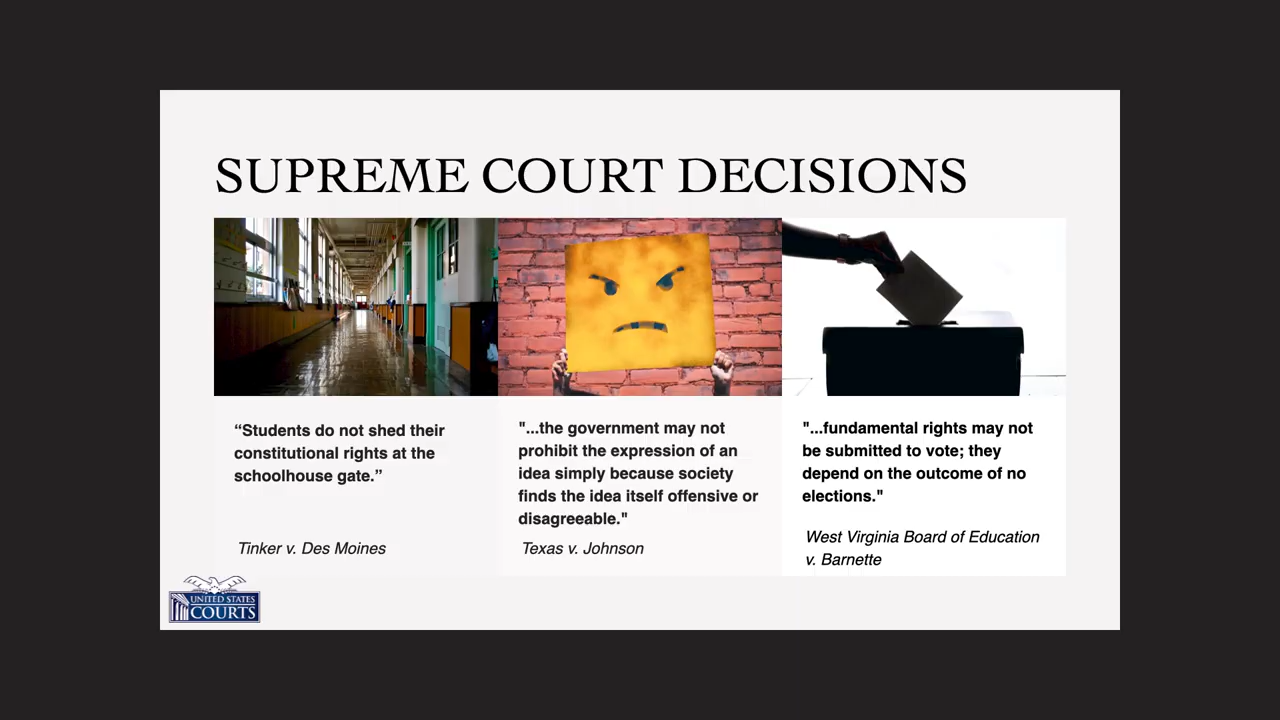 SUPREME COURT DECISIONS
“Students do not shed their
constitutional rights at the
schoolhouse gate.”
Tinker v. Des Moines
"...the government may not
prohibit the expression of an
idea simply because society
finds the idea itself offensive or
disagreeable."
Texas v. Johnson
"...fundamental rights may not
be submitted to vote; they
depend on the outcome of no
elections."
West Virginia Board of Education
v. Barnette
UNITED STATES
COURTS